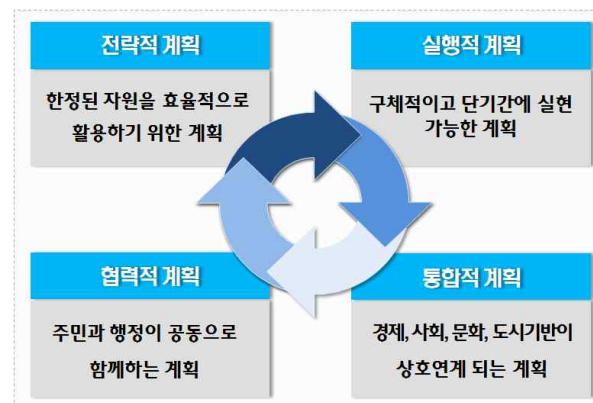 전략적 계획
한정된 자원을 효율적으로
활용하기 위한 계획
실행적 계획
구체적이고 단기간에 실현
가능한 계획
협력적 계획
주민과 행정이 공동으로
함께하는 계획
통합적 계획
경제, 사회, 문화, 도시기반이
상호연계 되는 계획